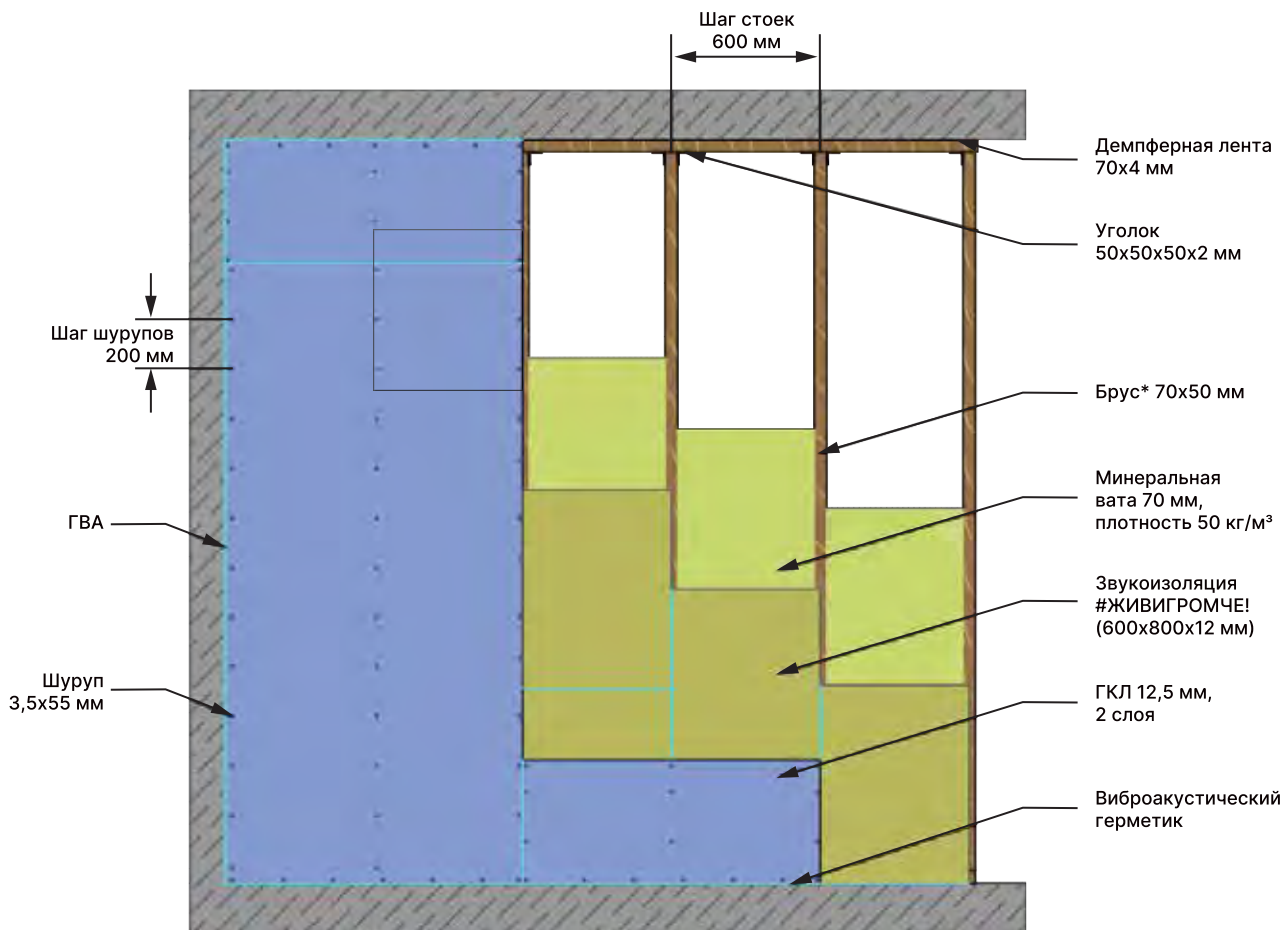 Шаг стоек
600 мм
Демпферная лента
70х4 мм
Уголок
50х50х50х2 мм
Шаг шурупов
200 мм
Брус* 70х50 мм
Минеральная
вата 70 мм,
плотность 50 кг/м³
ГВА
Звукоизоляция
#ЖИВИГРОМЧЕ!
(600х800х12 мм)
Шуруп
3,5х55 мм
ГКЛ 12,5 мм,
2 слоя
Виброакустический
герметик